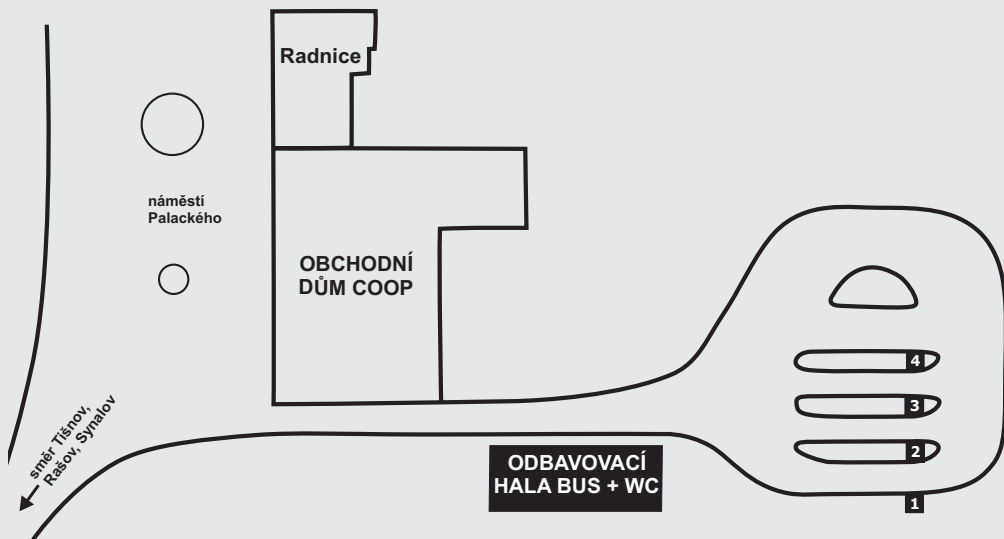 Radnice
náměstí
Palackého
OBCHODNÍ
DŮM COOP
směr Tišnov,
Rašov, Synalov
ODBAVOVACÍ
HALA BUS + WC
4
3
2
1